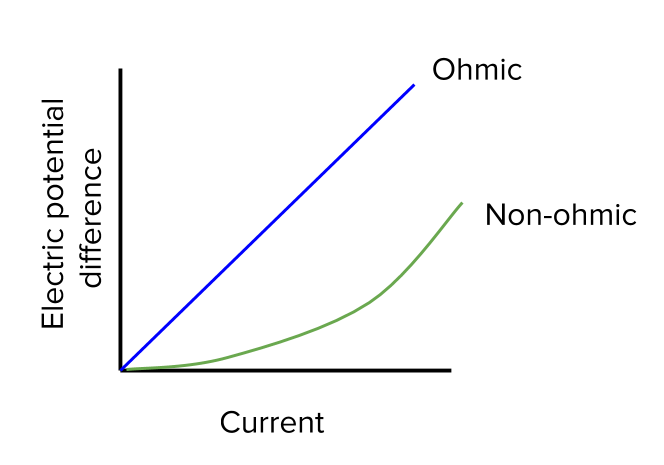 Ohmic
Electric potential
difference
Non-ohmic
Current